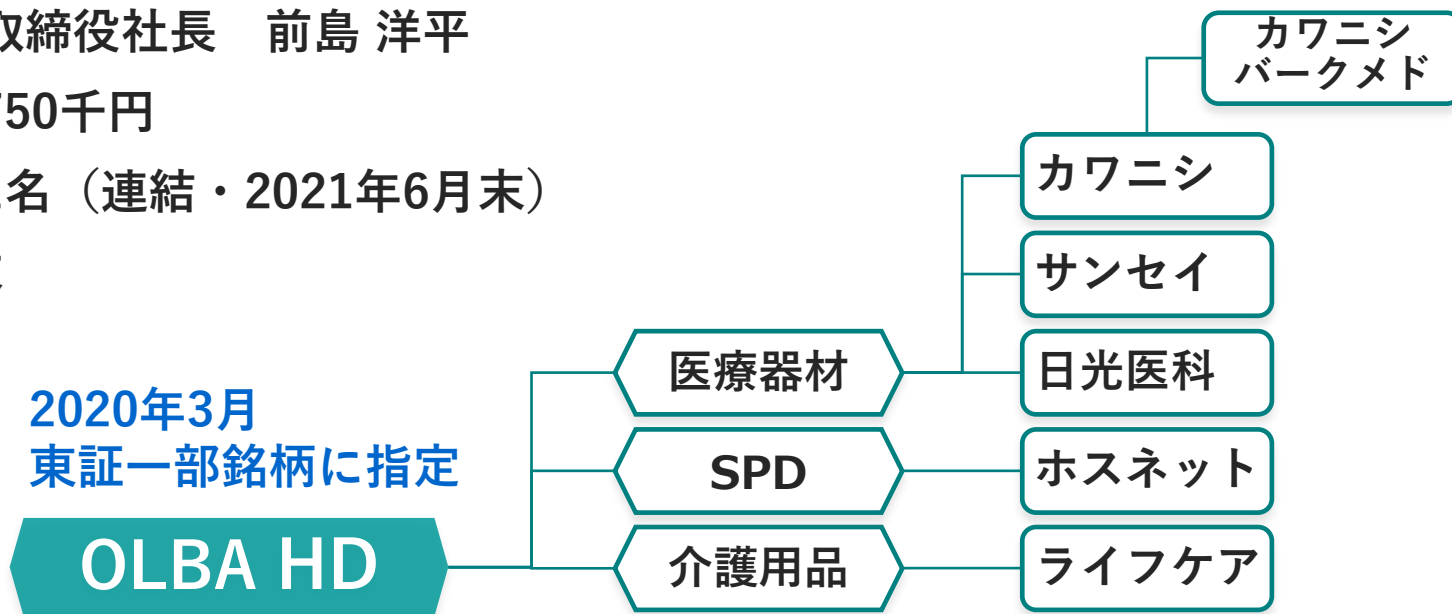 取締役社長　前島 洋平
750千円
名（連結・2021年6月末）
カワニシ
バークメド
カワニシ
サンセイ
日光医科
ホスネット
ライフケア
医療器材
SPD
介護用品
2020年3月
東証一部銘柄に指定
OLBA HD